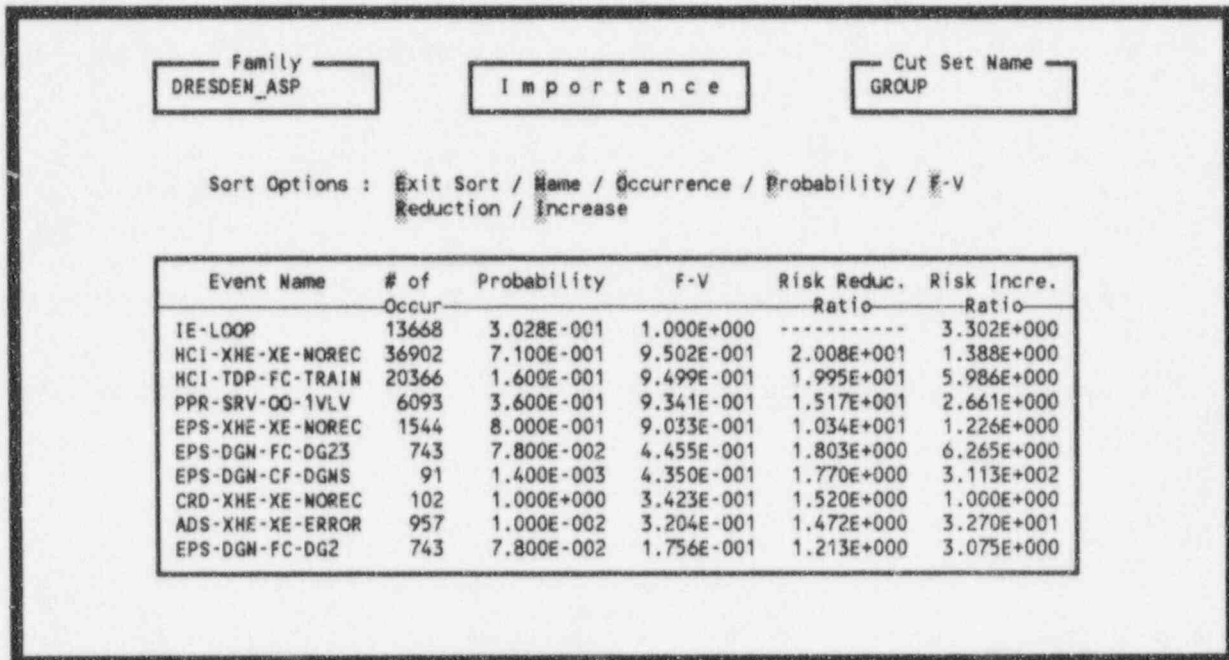 Family
DRESDEN_ASP
Importance
Cut Set Name
GROUP
Sort Options : Exit Sort / Name / Occurrence / Probability / F-V
Reduction / Increase
Event Name # of Probability F-V Risk Reduc. Risk Incre.
Occur Ratio Ratio
IE-LOOP 13668 3.028E-001 1.000E+000 ----------- 3.302E+000
HCI-XHE-XE-NOREC 36902 7.100E-001 9.502E-001 2.008E+001 1.388E+000
HCI-TDP-FC-TRAIN 20366 1.600E-001 9.499E-001 1.995E+001 5.986E+000
PPR-SRV-OO-1VLV 6093 3.600E-001 9.341E-001 1.517E+001 2.661E+000
EPS-XHE-XE-NOREC 1544 8.000E-001 9.033E-001 1.034E+001 1.226E+000
EPS-DGN-FC-DG23 743 7.800E-002 4.455E-001 1.803E+000 6.265E+000
EPS-DGN-CF-DGNS 91 1.400E-003 4.350E-001 1.770E+000 3.113E+002
CRD-XHE-XE-NOREC 102 1.000E+000 3.423E-001 1.520E+000 1.000E+000
ADS-XHE-XE-ERROR 957 1.000E-002 3.204E-001 1.472E+000 3.270E+001
EPS-DGN-FC-DG2 743 7.800E-002 1.756E-001 1.213E+000 3.075E+000